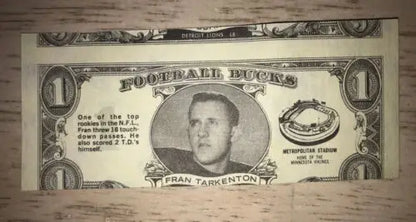 DETROIT LIONS LB
FOOTBALL BUCKS
1
1
One of the top
rookies in the N.F.L.,
Fran threw 18 touch-
down passes. He
also scored 2 T.D.'s
himself.
METROPOLITAN STADIUM
HOME OF THE
MINNESOTA VIKINGS
FRAN TARKENTON
1
1